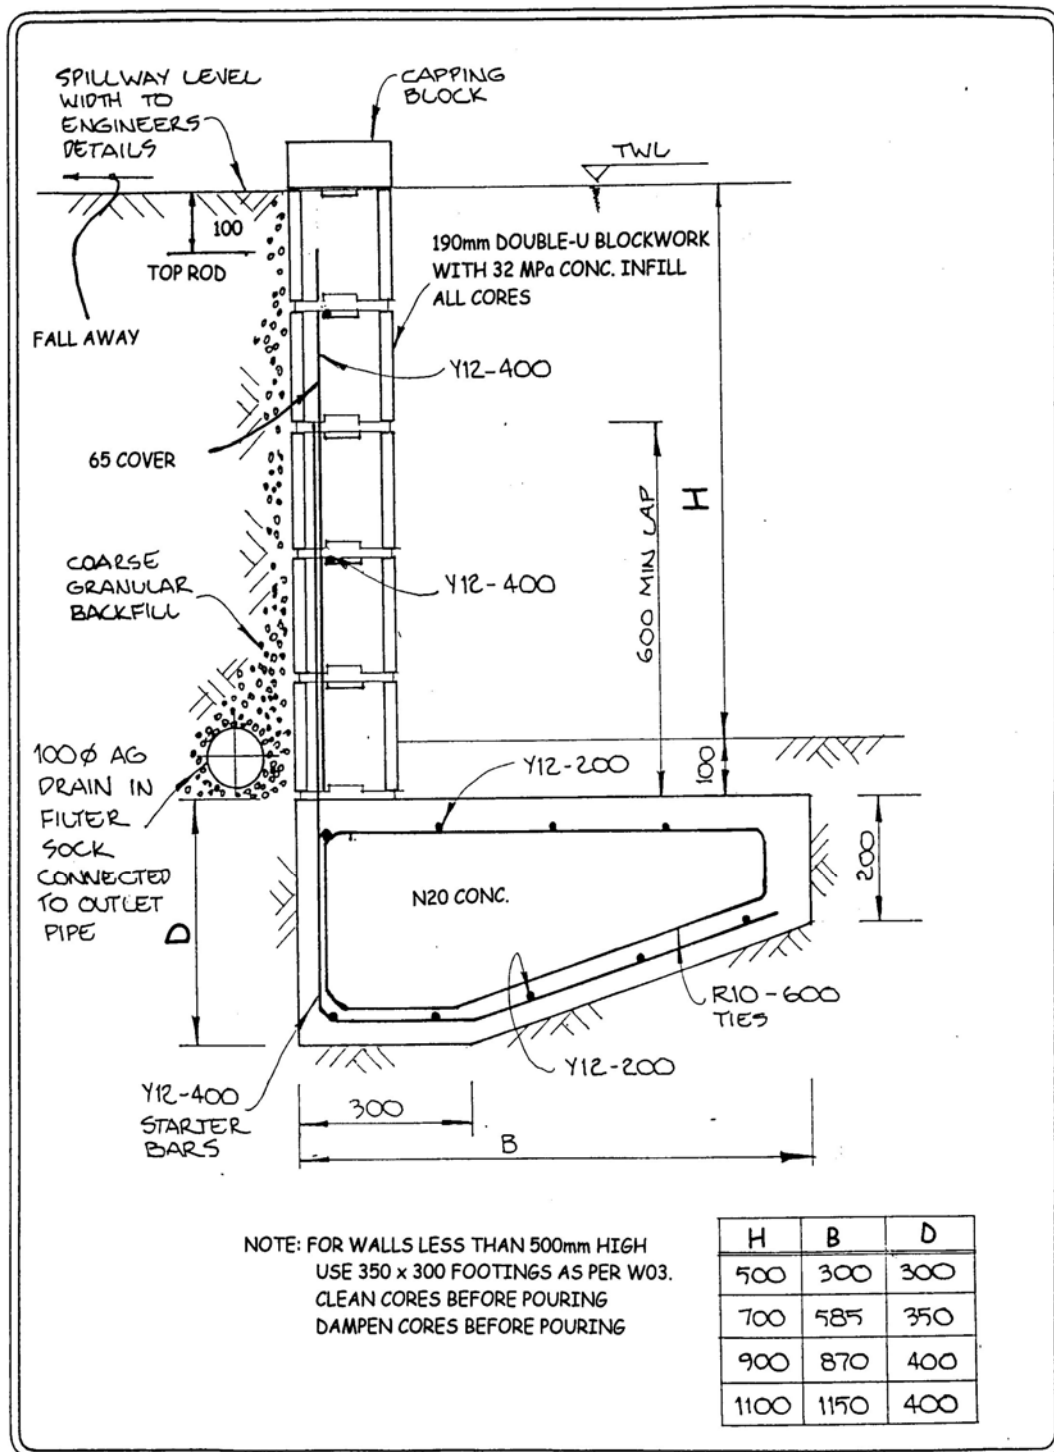 SPILLWAY LEVEL
WIDTH TO
ENGINEERS
DETAILS
CAPPING
BLOCK
TWL
100
TOP ROD
190mm DOUBLE-U BLOCKWORK
WITH 32 MPa CONC. INFILL
ALL CORES
FALL AWAY
Y12-400
65 COVER
H
600 MIN LAP
COARSE
GRANULAR
BACKFILL
Y12-400
100Ø AG
DRAIN IN
FILTER
SOCK
CONNECTED
TO OUTLET
PIPE
Y12-200
100
200
D
N20 CONC.
R10-600
TIES
Y12-200
Y12-400
STARTER
BARS
300
B
NOTE: FOR WALLS LESS THAN 500mm HIGH
USE 350 x 300 FOOTINGS AS PER W03.
CLEAN CORES BEFORE POURING
DAMPEN CORES BEFORE POURING
H B D
500 300 300
700 585 350
900 870 400
1100 1150 400